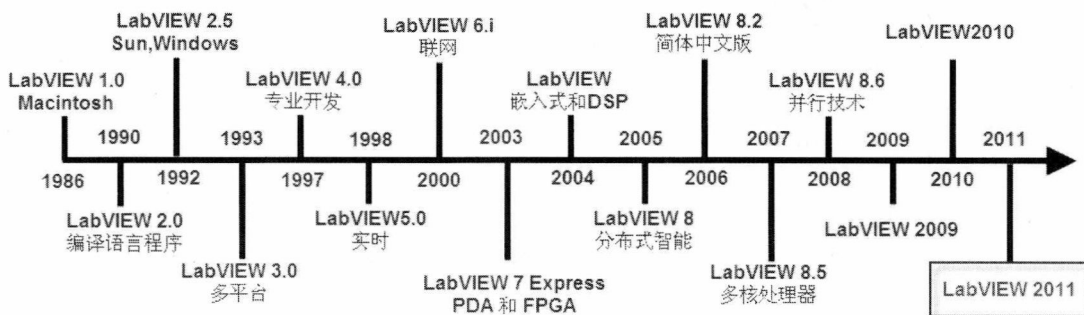 LabVIEW 2.5
Sun,Windows
LabVIEW 6.i
联网
LabVIEW 8.2
简体中文版
LabVIEW2010
LabVIEW 1.0
Macintosh
LabVIEW 4.0
专业开发
LabVIEW
嵌入式和DSP
LabVIEW 8.6
并行技术
1990 1993 1998 2003 2005 2007 2009 2011
1986 1992 1997 2000 2004 2006 2008 2010
LabVIEW 2.0
编译语言程序
LabVIEW5.0
实时
LabVIEW 8
分布式智能
LabVIEW 2009
LabVIEW 3.0
多平台
LabVIEW 7 Express
PDA 和 FPGA
LabVIEW 8.5
多核处理器
LabVIEW 2011